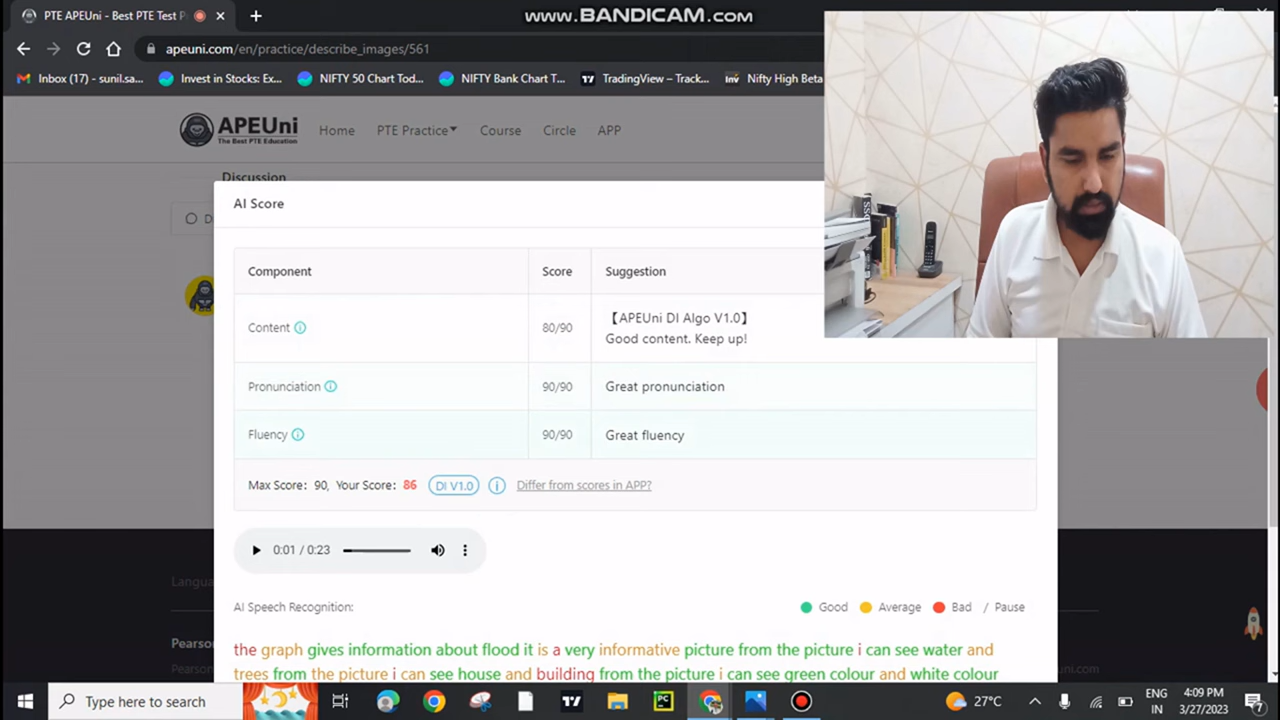 PTE APEUni - Best PTE Test P
www.BANDICAM.com
apeuni.com/en/practice/describe_images/561
Inbox (17) - sunil.sa...
Invest in Stocks: Ex...
NIFTY 50 Chart Tod...
NIFTY Bank Chart T...
TradingView – Track...
Nifty High Beta
APEUni
The Best PTE Education
Home
PTE Practice
Course
Circle
APP
Discussion
D
AI Score
Component
Score
Suggestion
Content
80/90
【APEUni DI Algo V1.0】
Good content. Keep up!
Pronunciation
90/90
Great pronunciation
Fluency
90/90
Great fluency
Max Score: 90, Your Score: 86
DI V1.0
Differ from scores in APP?
0:01 / 0:23
Langua
AI Speech Recognition:
Good
Average
Bad
/ Pause
the graph gives information about flood it is a very informative picture from the picture i can see water and
trees from the picture i can see house and building from the picture i can see green colour and white colour
Pearso
Pearson
ni.com
Type here to search
27°C
ENG
IN
4:09 PM
3/27/2023
7